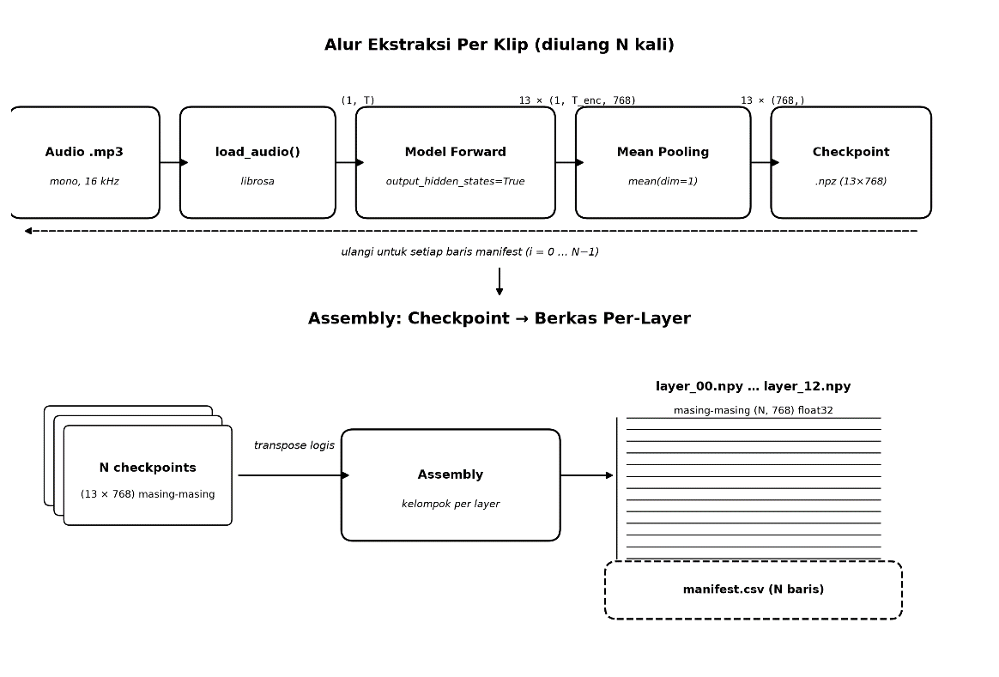 Alur Ekstraksi Per Klip (diulang N kali)
(1, T)
13 × (1, T_enc, 768)
13 × (768,)
Audio .mp3
mono, 16 kHz
load_audio()
librosa
Model Forward
output_hidden_states=True
Mean Pooling
mean(dim=1)
Checkpoint
.npz (13×768)
ulangi untuk setiap baris manifest (i = 0 … N−1)
Assembly: Checkpoint → Berkas Per-Layer
N checkpoints
(13 × 768) masing-masing
transpose logis
Assembly
kelompok per layer
layer_00.npy … layer_12.npy
masing-masing (N, 768) float32
manifest.csv (N baris)